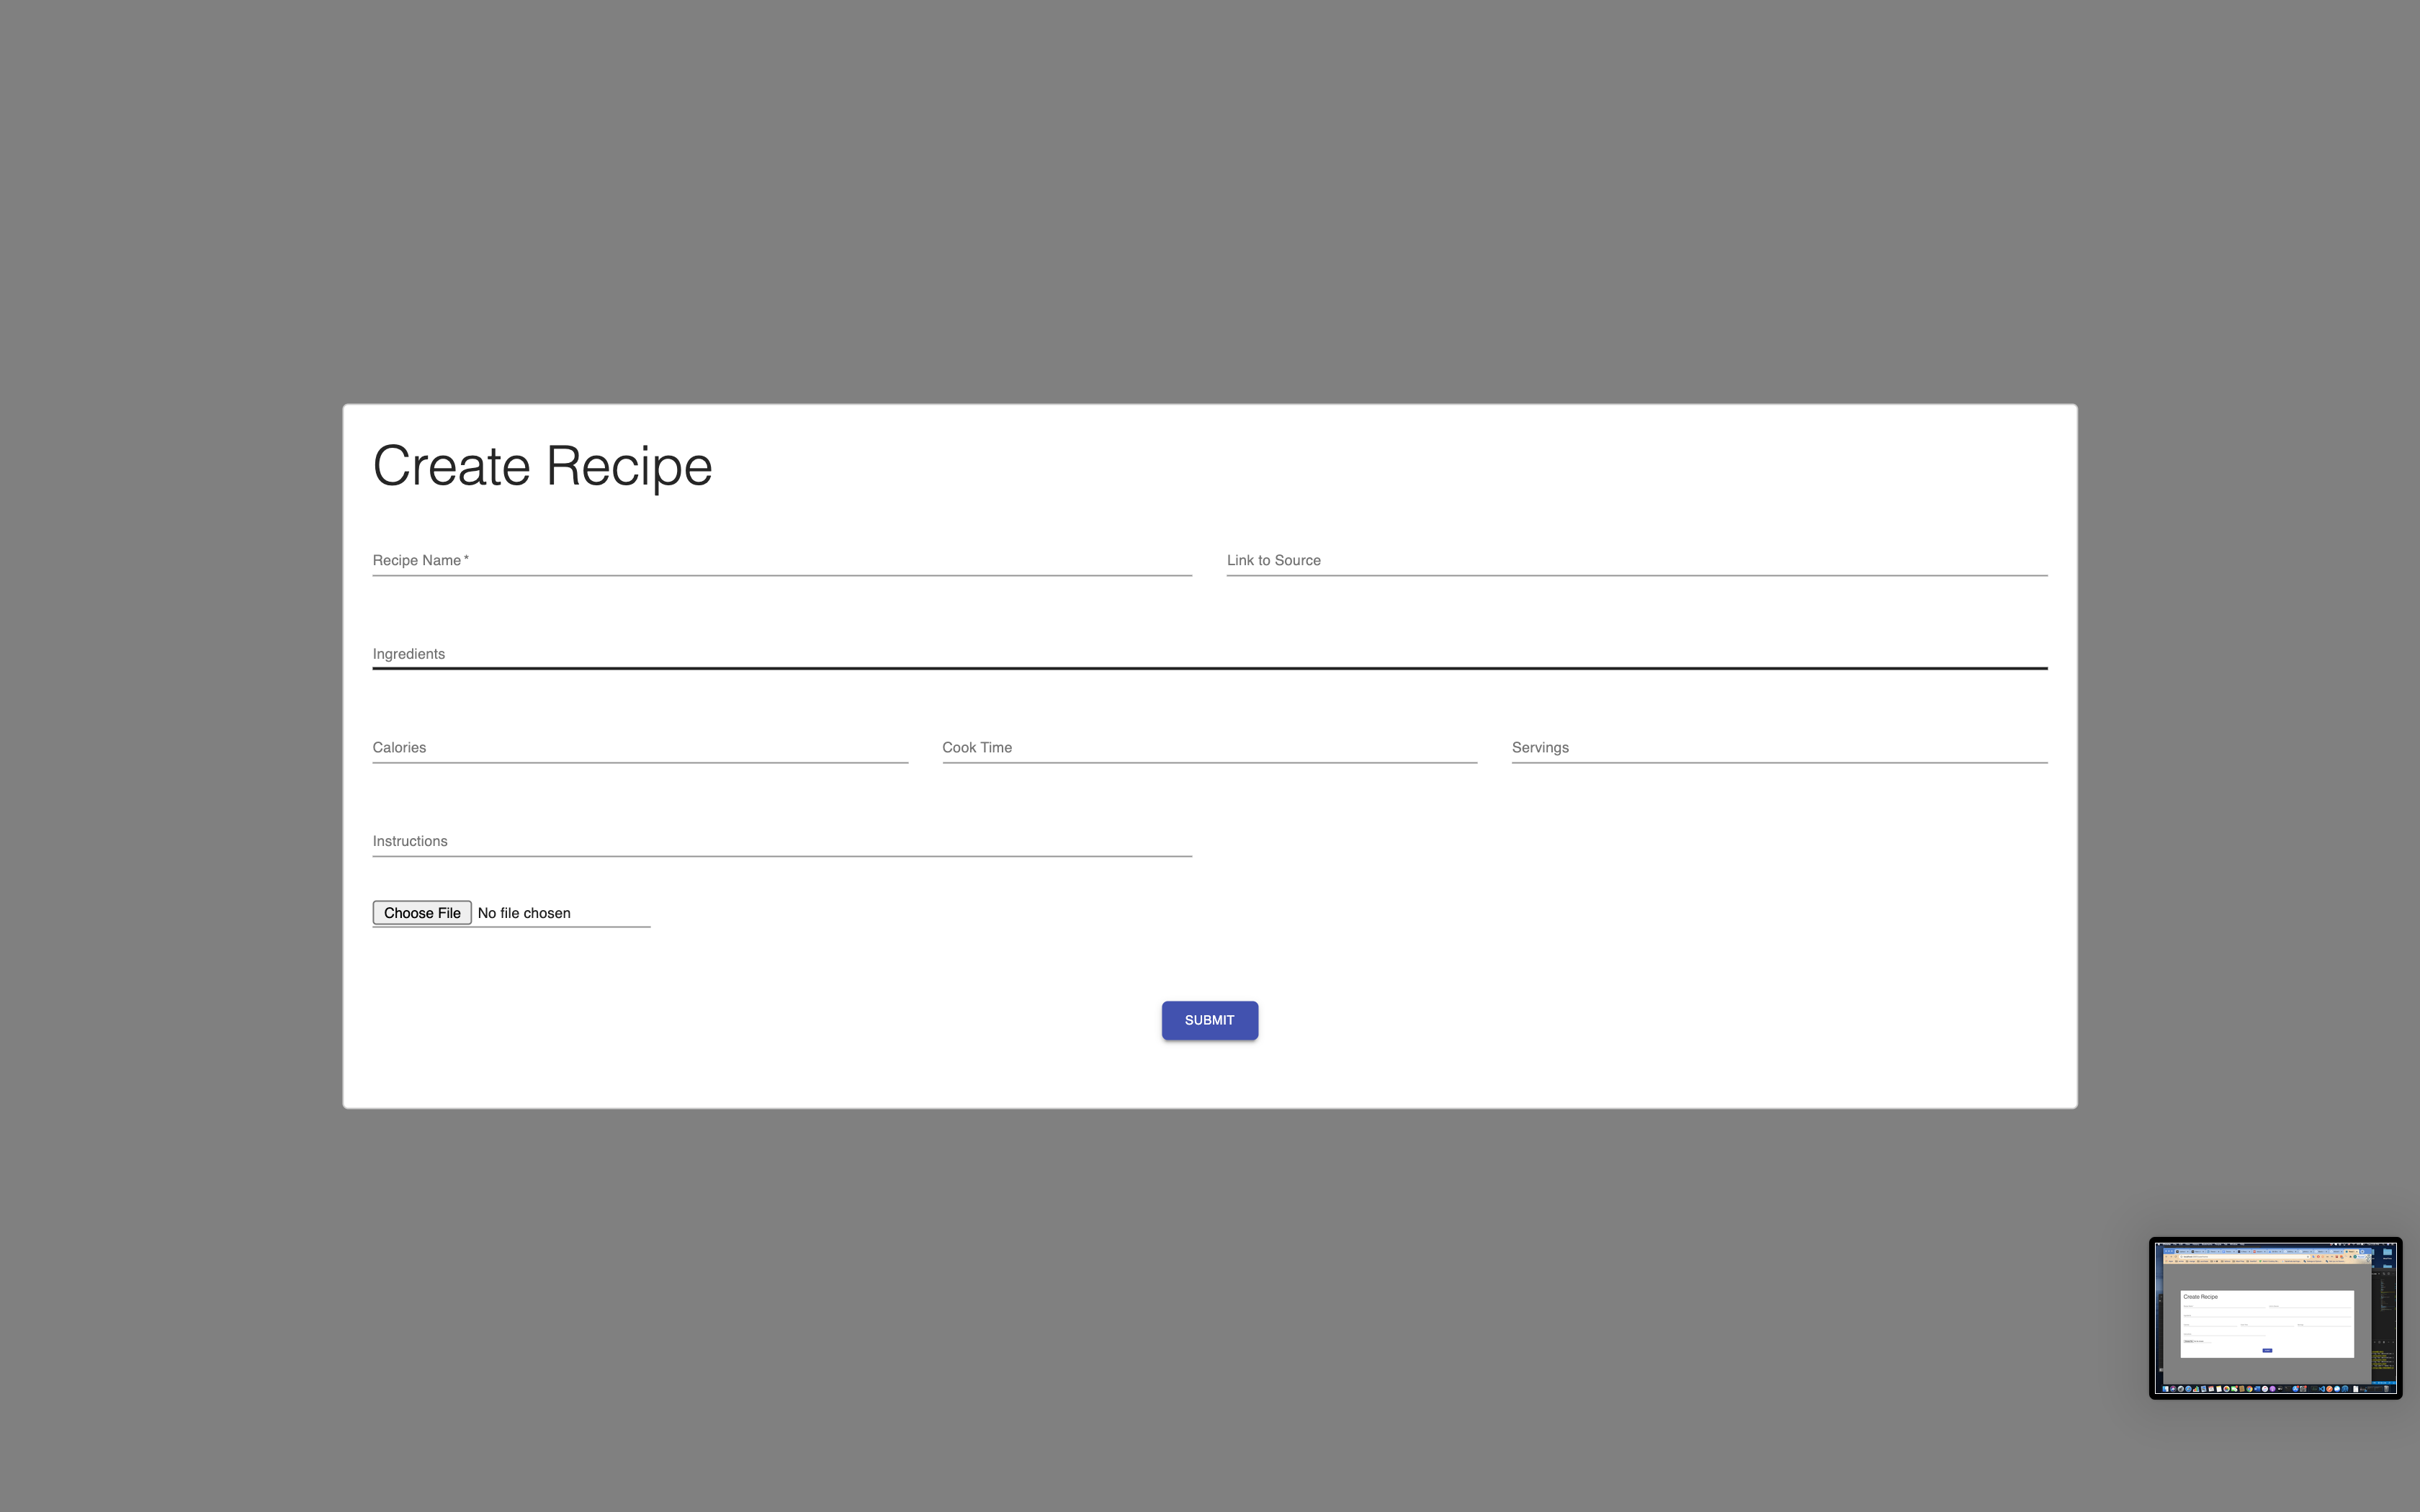 Create Recipe
Recipe Name * Link to Source
Ingredients
Calories Cook Time Servings
Instructions
Choose File No file chosen
SUBMIT
Create Recipe